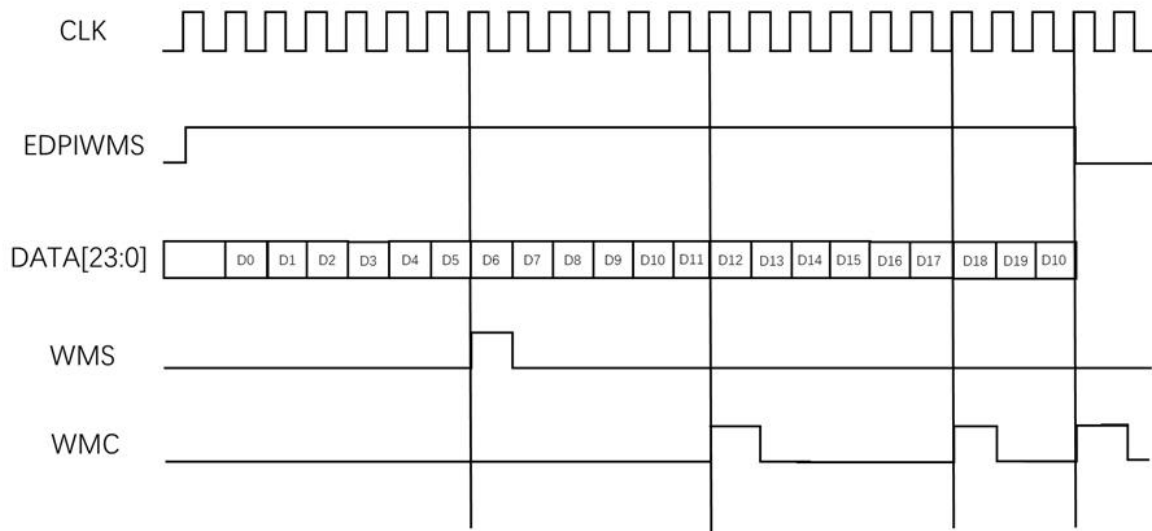 CLK
EDPIWMS
DATA[23:0] D0 D1 D2 D3 D4 D5 D6 D7 D8 D9 D10 D11 D12 D13 D14 D15 D16 D17 D18 D19 D10
WMS
WMC